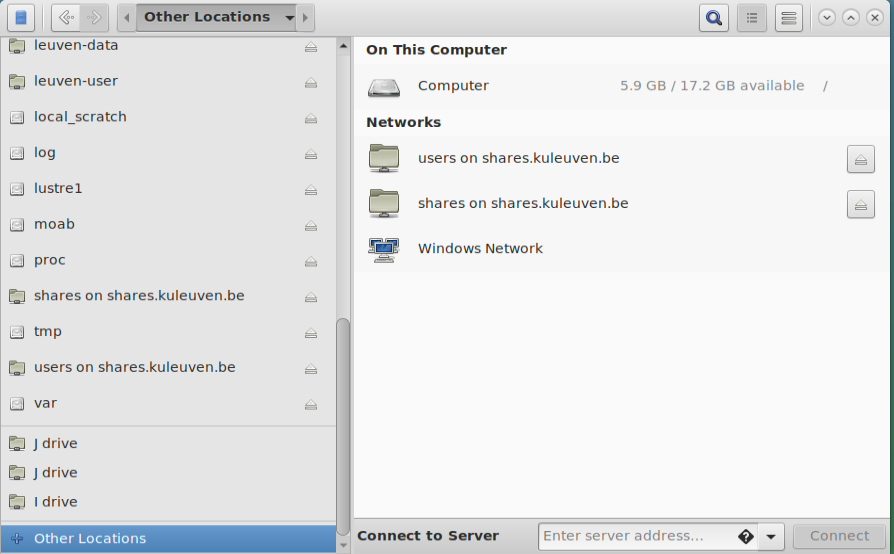 Other Locations
leuven-data
leuven-user
local_scratch
log
lustre1
moab
proc
shares on shares.kuleuven.be
tmp
users on shares.kuleuven.be
var
J drive
J drive
I drive
Other Locations
On This Computer
Computer 5.9 GB / 17.2 GB available /
Networks
users on shares.kuleuven.be
shares on shares.kuleuven.be
Windows Network
Connect to Server Enter server address... Connect